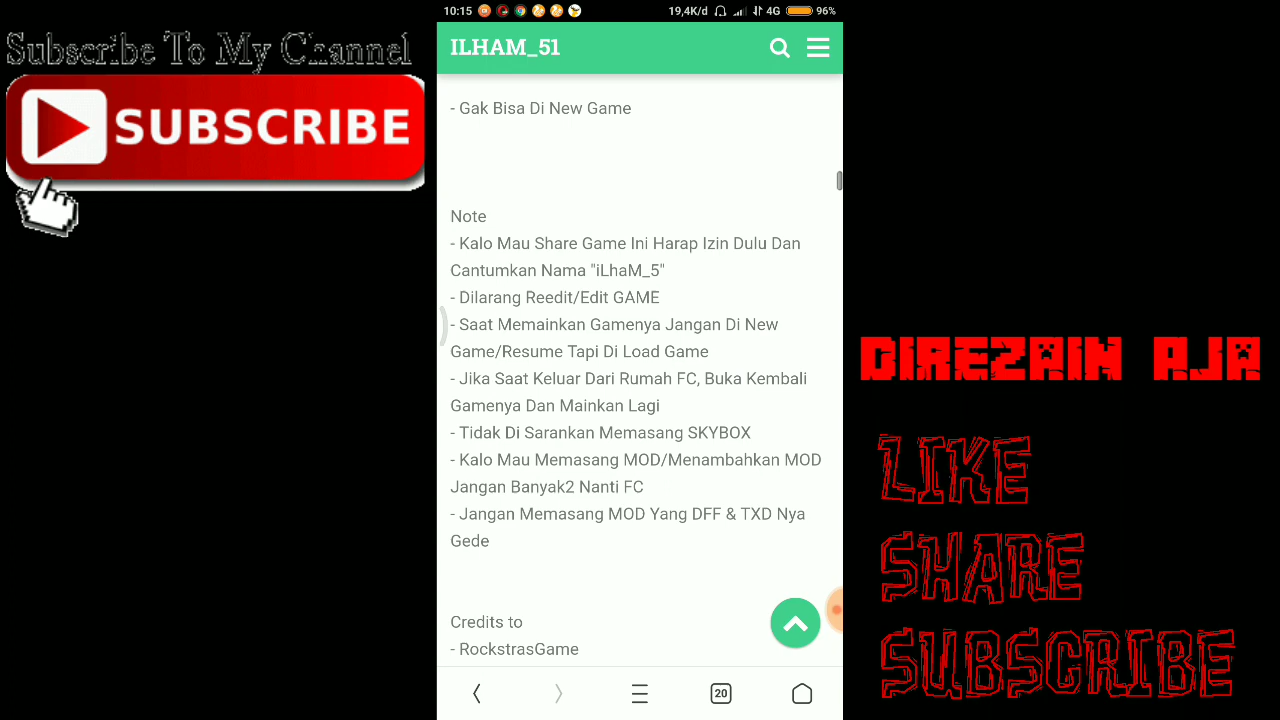 Subscribe To My Channel
SUBSCRIBE
10:15
19,4K/d
4G
96%
ILHAM_51
- Gak Bisa Di New Game
Note
- Kalo Mau Share Game Ini Harap Izin Dulu Dan
Cantumkan Nama "iLhaM_5"
- Dilarang Reedit/Edit GAME
- Saat Memainkan Gamenya Jangan Di New
Game/Resume Tapi Di Load Game
- Jika Saat Keluar Dari Rumah FC, Buka Kembali
Gamenya Dan Mainkan Lagi
- Tidak Di Sarankan Memasang SKYBOX
- Kalo Mau Memasang MOD/Menambahkan MOD
Jangan Banyak2 Nanti FC
- Jangan Memasang MOD Yang DFF & TXD Nya
Gede
Credits to
- RockstrasGame
20
DIREZAIN AJA
LIKE
SHARE
SUBSCRIBE